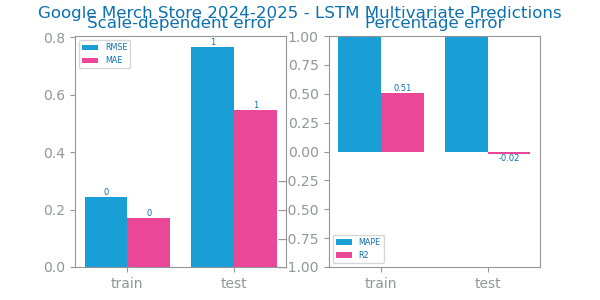 Google Merch Store 2024-2025 - LSTM Multivariate Predictions
Scale-dependent error
Percentage error
0.8
0.6
0.4
0.2
0.0
RMSE
MAE
0
0
1
1
train
test
1.00
0.75
0.50
0.25
0.00
0.25
0.50
0.75
1.00
0.51
-0.02
MAPE
R2
train
test